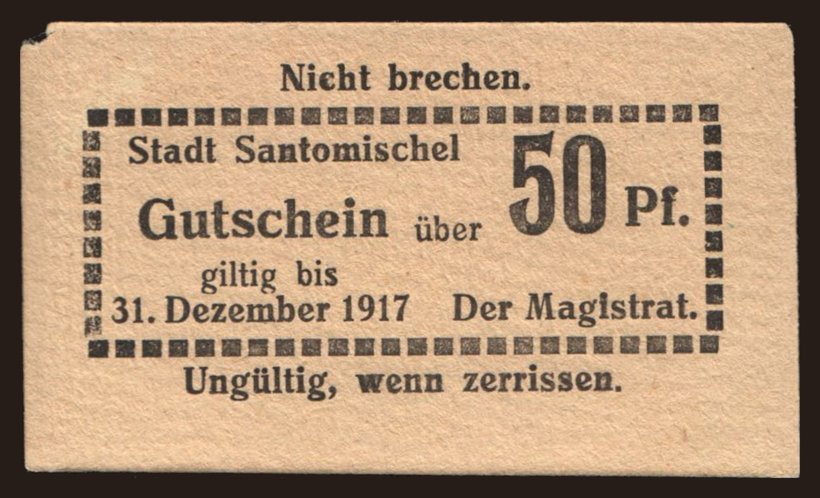 Nicht brechen.
Stadt Santomischel
Gutschein über 50 Pf.
giltig bis
31. Dezember 1917 Der Magistrat.
Ungültig, wenn zerrissen.